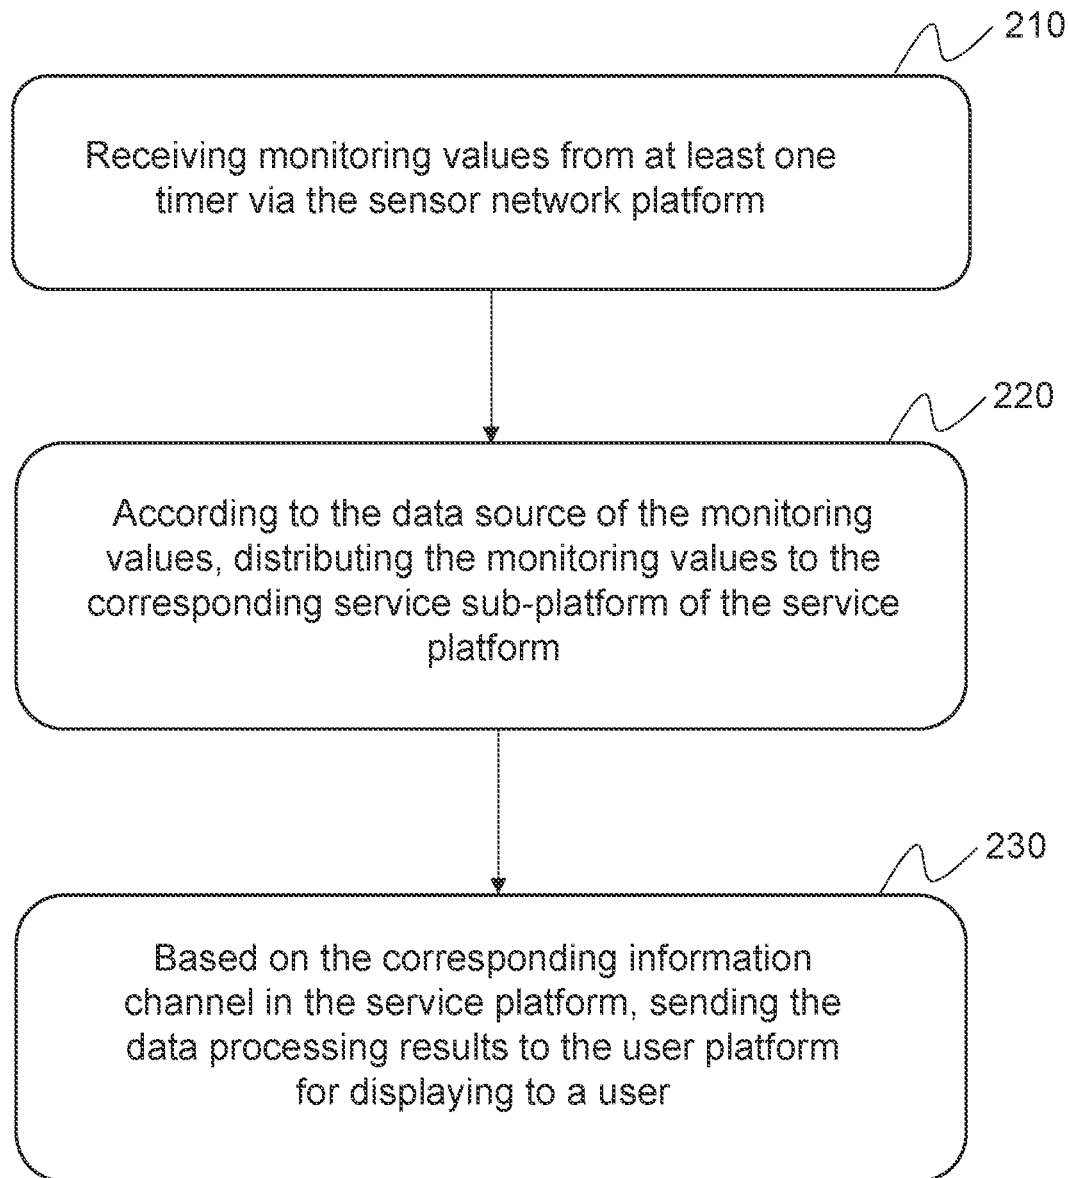 210
Receiving monitoring values from at least one
timer via the sensor network platform
220
According to the data source of the monitoring
values, distributing the monitoring values to the
corresponding service sub-platform of the service
platform
230
Based on the corresponding information
channel in the service platform, sending the
data processing results to the user platform
for displaying to a user